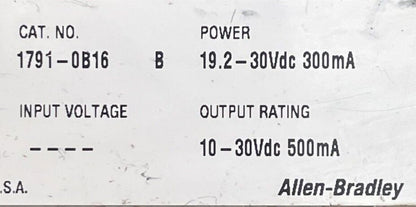 CAT. NO. POWER
1791-0B16 B 19.2-30Vdc 300mA
INPUT VOLTAGE OUTPUT RATING
---- 10-30Vdc 500mA
.S.A. Allen-Bradley